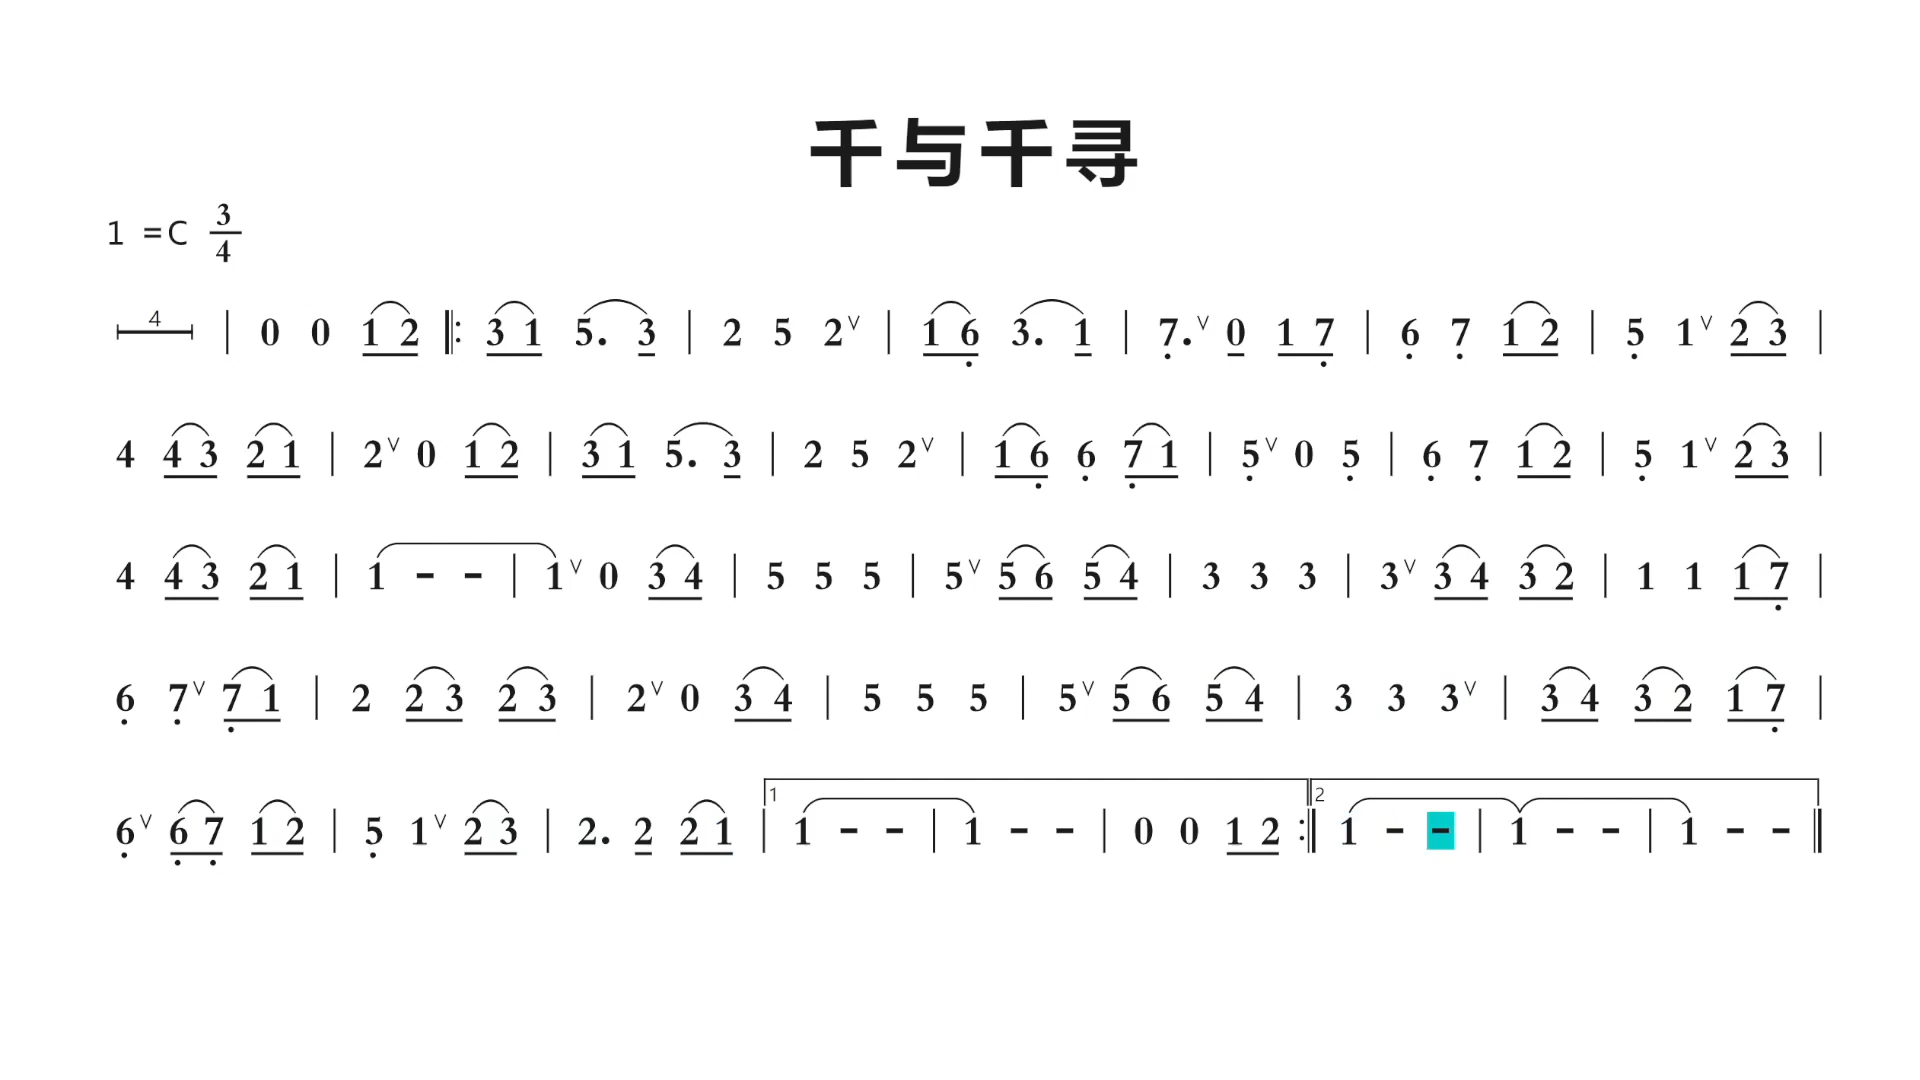 千与千寻
1 =C 3/4
4 | 0 0 1 2 ‖: 3 1 5. 3 | 2 5 2∨ | 1 6̣ 3. 1 | 7̣.∨ 0 1 7̣ | 6̣ 7̣ 1 2 | 5̣ 1∨ 2 3 |
4 4 3 2 1 | 2∨ 0 1 2 | 3 1 5. 3 | 2 5 2∨ | 1 6̣ 6̣ 7̣ 1 | 5̣∨ 0 5̣ | 6̣ 7̣ 1 2 | 5̣ 1∨ 2 3 |
4 4 3 2 1 | 1 - - | 1∨ 0 3 4 | 5 5 5 | 5∨ 5 6 5 4 | 3 3 3 | 3∨ 3 4 3 2 | 1 1 1 7̣ |
6̣ 7̣∨ 7̣ 1 | 2 2 3 2 3 | 2∨ 0 3 4 | 5 5 5 | 5∨ 5 6 5 4 | 3 3 3∨ | 3 4 3 2 1 7̣ |
6̣∨ 6̣ 7̣ 1 2 | 5̣ 1∨ 2 3 | 2. 2 2 1 | 1 1 - - | 1 - - | 0 0 1 2 :‖ 2 1 - - | 1 - - | 1 - - ‖